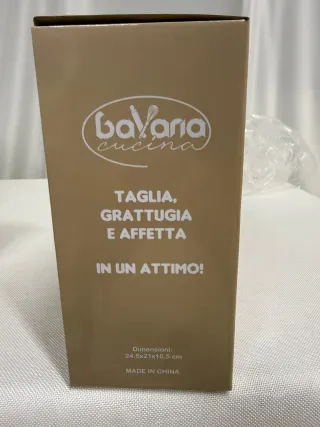 baVaria
cucina
TAGLIA,
GRATTUGIA
E AFFETTA
IN UN ATTIMO!
Dimensioni:
24,5x21x10,5 cm
MADE IN CHINA